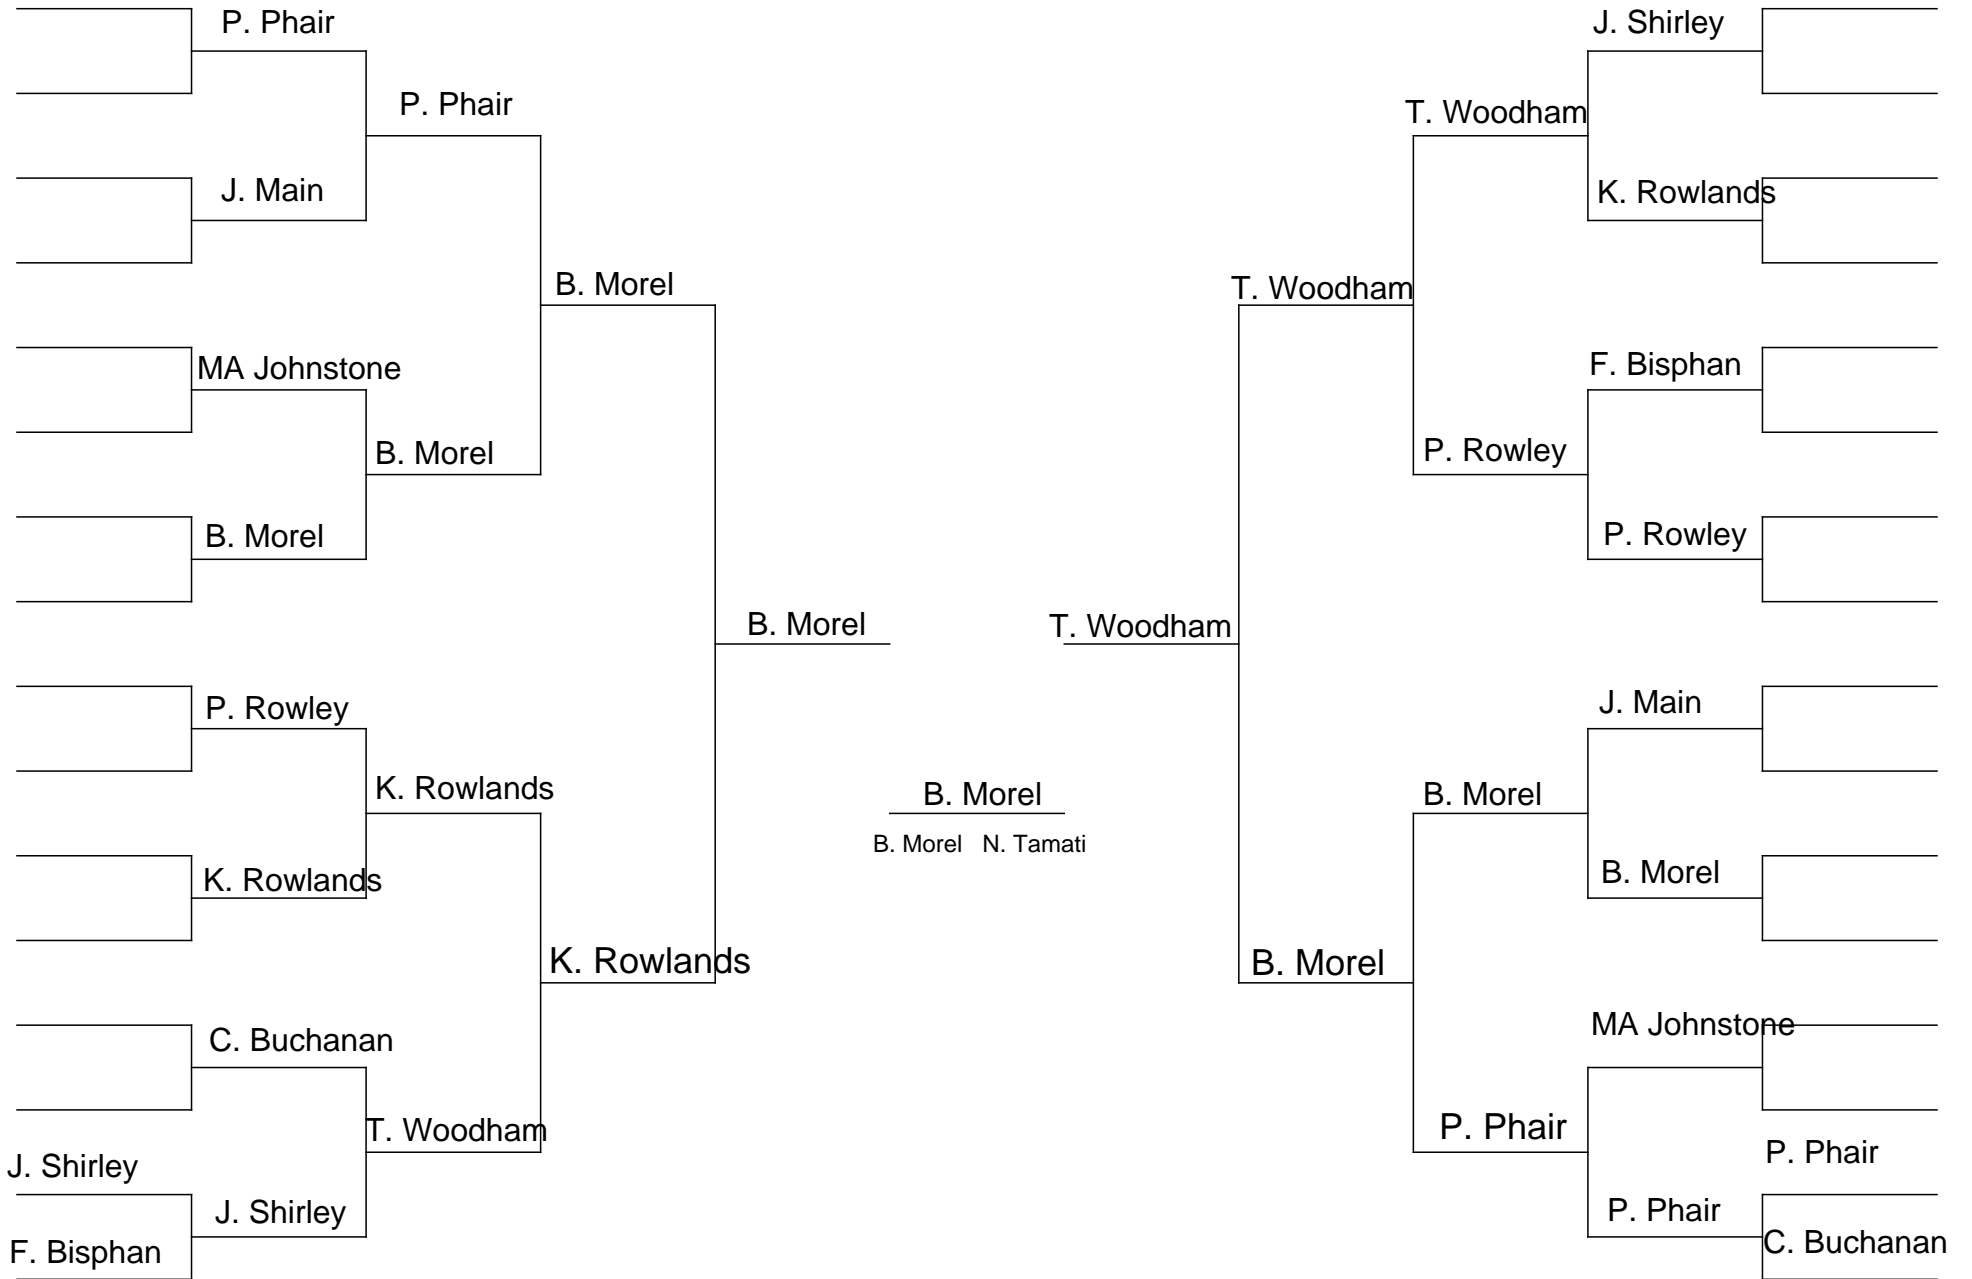 P. Phair
J. Shirley
P. Phair
T. Woodham
J. Main
K. Rowlands
B. Morel
T. Woodham
MA Johnstone
F. Bisphan
B. Morel
P. Rowley
B. Morel
P. Rowley
B. Morel
T. Woodham
P. Rowley
J. Main
K. Rowlands
B. Morel
B. Morel
B. Morel N. Tamati
K. Rowlands
B. Morel
K. Rowlands
B. Morel
C. Buchanan
MA Johnstone
T. Woodham
P. Phair
J. Shirley
P. Phair
J. Shirley
P. Phair
F. Bisphan
C. Buchanan